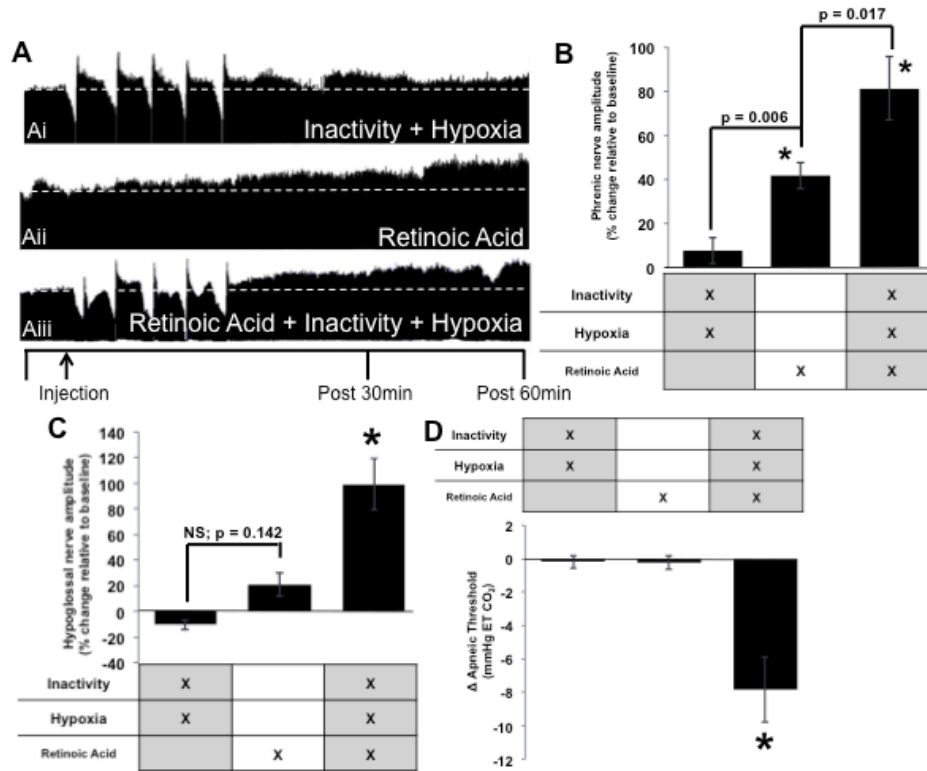 A
Ai
Inactivity + Hypoxia
Aii
Retinoic Acid
Aiii
Retinoic Acid + Inactivity + Hypoxia
Injection
Post 30min
Post 60min
B
p = 0.017
p = 0.006
*
*
Phrenic nerve amplitude
(% change relative to baseline)
100
80
60
40
20
0
Inactivity X X
Hypoxia X X
Retinoic Acid X X
C
*
NS; p = 0.142
Hypoglossal nerve amplitude
(% change relative to baseline)
140
120
100
80
60
40
20
0
-20
-40
Inactivity X X
Hypoxia X X
Retinoic Acid X X
D
Inactivity X X
Hypoxia X X
Retinoic Acid X X
Δ Apneic Threshold
(mmHg ET CO₂)
2
0
-2
-4
-6
-8
-10
-12
*